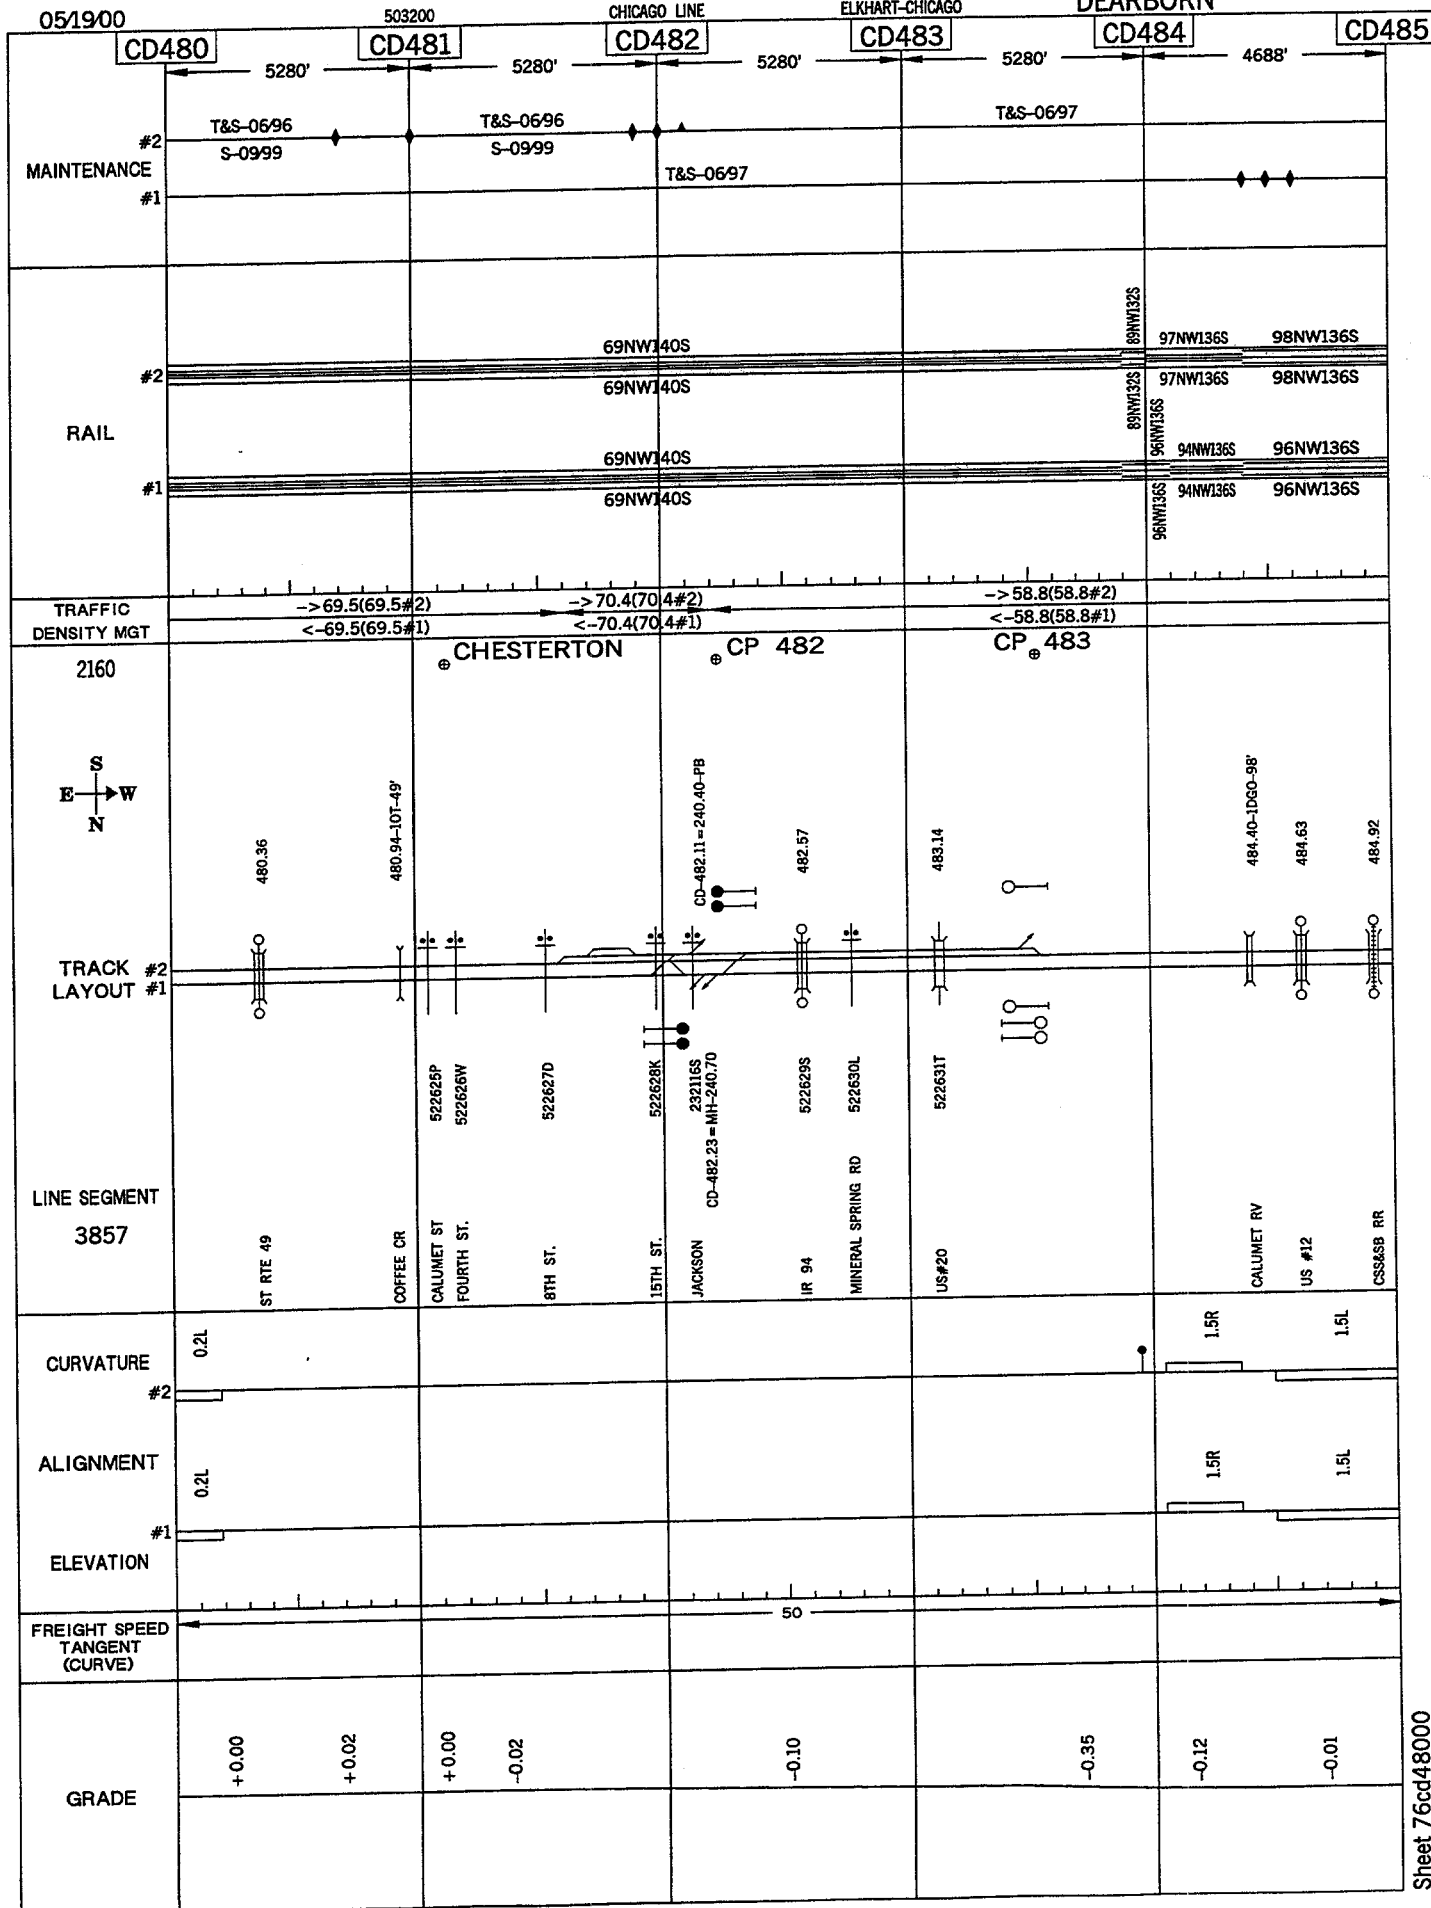 05/19/00 503200 CHICAGO LINE ELKHART-CHICAGO DEARBORN
CD480 CD481 CD482 CD483 CD484 CD485
5280' 5280' 5280' 5280' 4688'
MAINTENANCE
#2 T&S-06/96 T&S-06/96 T&S-06/97
S-09/99 S-09/99
#1 T&S-06/97
RAIL
89NW132S
69NW140S 97NW136S 98NW136S
#2
69NW140S 97NW136S 98NW136S
89NW132S
96NW136S
69NW140S 94NW136S 96NW136S
#1
69NW140S 94NW136S 96NW136S
96NW136S
TRAFFIC ->69.5(69.5#2) ->70.4(70.4#2) ->58.8(58.8#2)
DENSITY MGT <-69.5(69.5#1) <-70.4(70.4#1) <-58.8(58.8#1)
2160 CHESTERTON CP 482 CP 483
S
E W
N
480.36
480.94-1OT-49'
CD-482.11=240.40-PB
482.57
483.14
484.40-1DGO-98'
484.63
484.92
TRACK #2
LAYOUT #1
522625P
522626W
522627D
522628K
232116S
CD-482.23=MH-240.70
522629S
522630L
522631T
LINE SEGMENT
3857
ST RTE 49
COFFEE CR
CALUMET ST
FOURTH ST.
8TH ST.
15TH ST.
JACKSON
IR 94
MINERAL SPRING RD
US#20
CALUMET RV
US #12
CSS&SB RR
CURVATURE
0.2L 1.5R 1.5L
#2
ALIGNMENT
0.2L 1.5R 1.5L
#1
ELEVATION
FREIGHT SPEED
TANGENT
(CURVE)
50
GRADE
+0.00 +0.02 +0.00 -0.02 -0.10 -0.35 -0.12 -0.01
Sheet 76cd48000